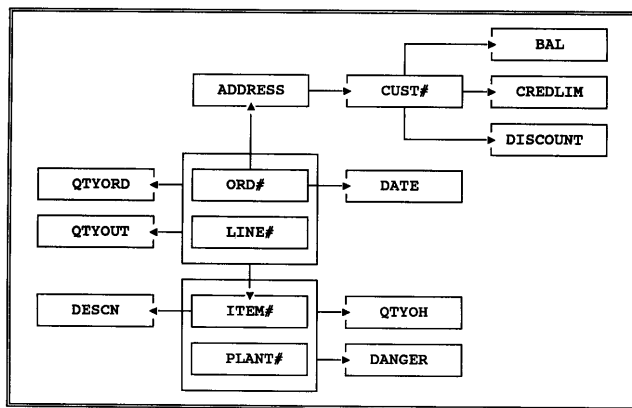 BAL
ADDRESS
CUST#
CREDLIM
DISCOUNT
QTYORD
ORD#
DATE
QTYOUT
LINE#
DESCN
ITEM#
QTYOH
PLANT#
DANGER